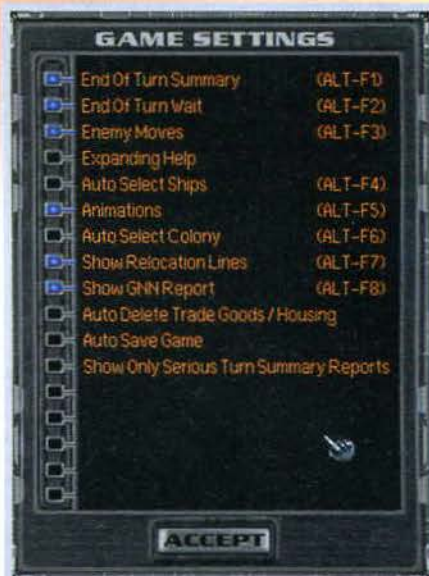 GAME SETTINGS
End Of Turn Summary (ALT-F1)
End Of Turn Wait (ALT-F2)
Enemy Moves (ALT-F3)
Expanding Help
Auto Select Ships (ALT-F4)
Animations (ALT-F5)
Auto Select Colony (ALT-F6)
Show Relocation Lines (ALT-F7)
Show GNN Report (ALT-F8)
Auto Delete Trade Goods / Housing
Auto Save Game
Show Only Serious Turn Summary Reports
ACCEPT